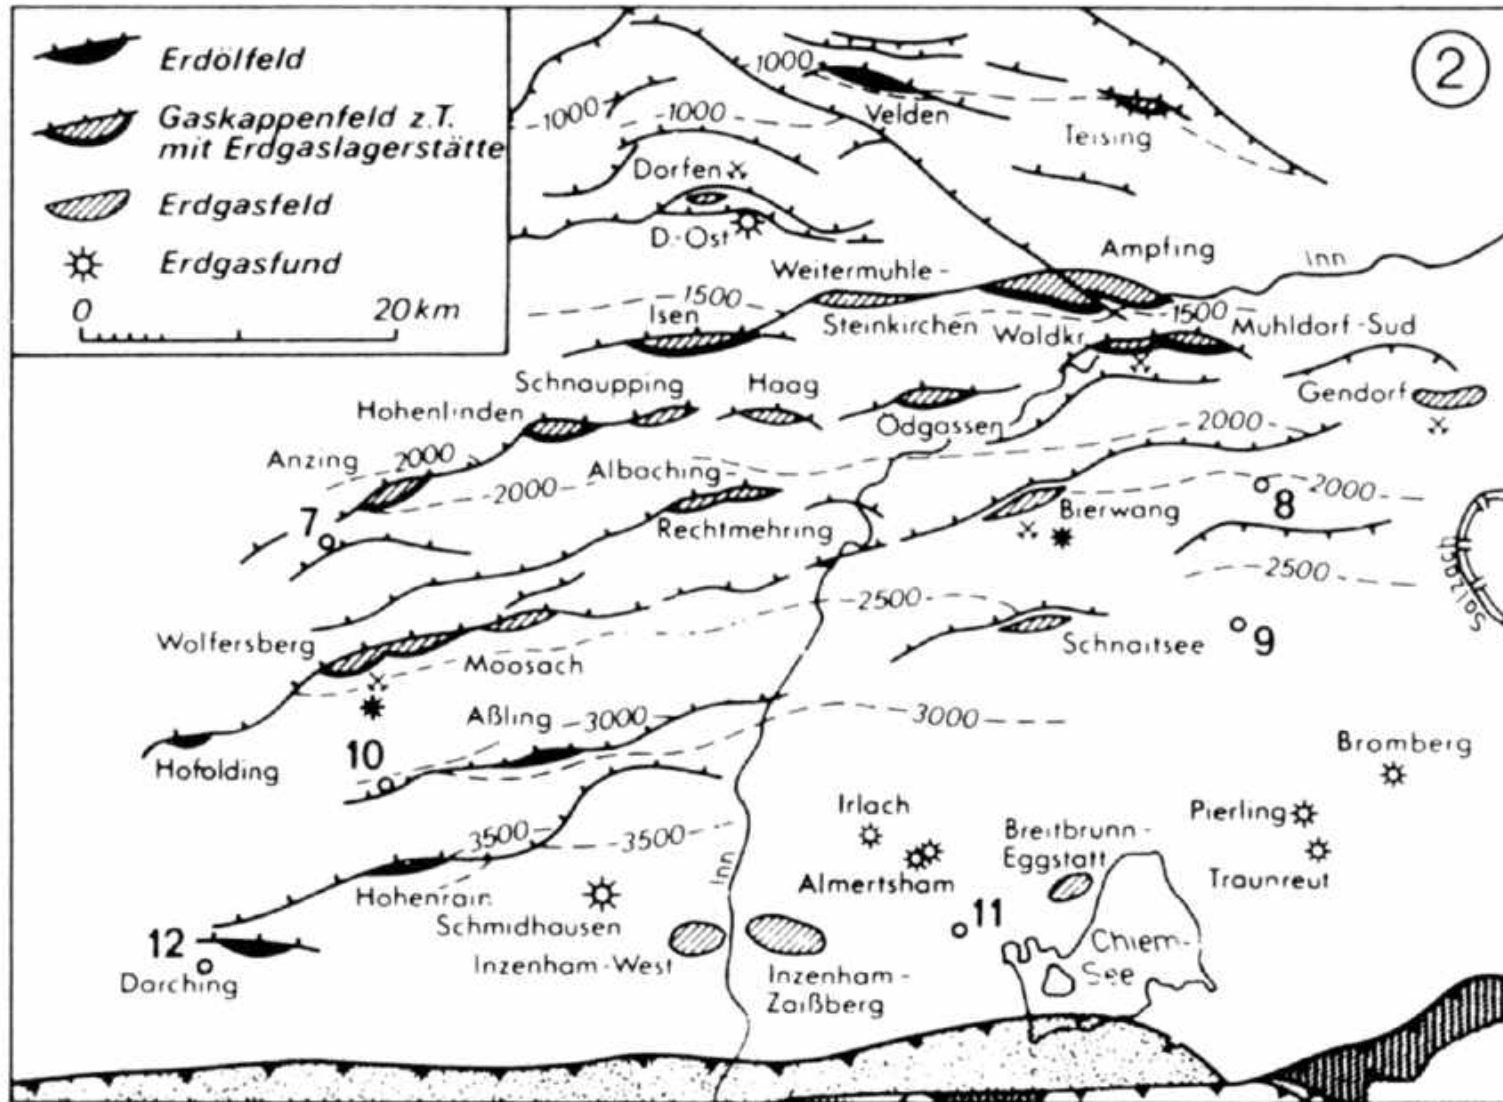 2
Erdölfeld
Gaskappenfeld z.T.
mit Erdgaslagerstätte
Erdgasfeld
Erdgasfund
0 20 km
1000
Velden
Teising
1000
1000
Dorfen
D.-Ost
Ampfing
Inn
Weitermuhle-
Steinkirchen
1500
Isen
Waldkr.
1500
Muhldorf-Sud
Schnaupping
Haag
Hohenlinden
Ödgassen
Gendorf
Anzing
2000
2000
Albaching-
Rechtmehring
2000
7
Bierwang
8
2000
Salzach
2500
2500
Wolfersberg
Moosach
Schnaitsee
9
Aßling
3000
3000
10
Hofolding
Bromberg
Irlach
Pierling
Breitbrunn-
Eggstatt
3500
3500
Almertsham
Traunreut
Inn
Hohenrain
Schmidhausen
11
12
Darching
Inzenham-West
Inzenham-
Zaißberg
Chiem-
See